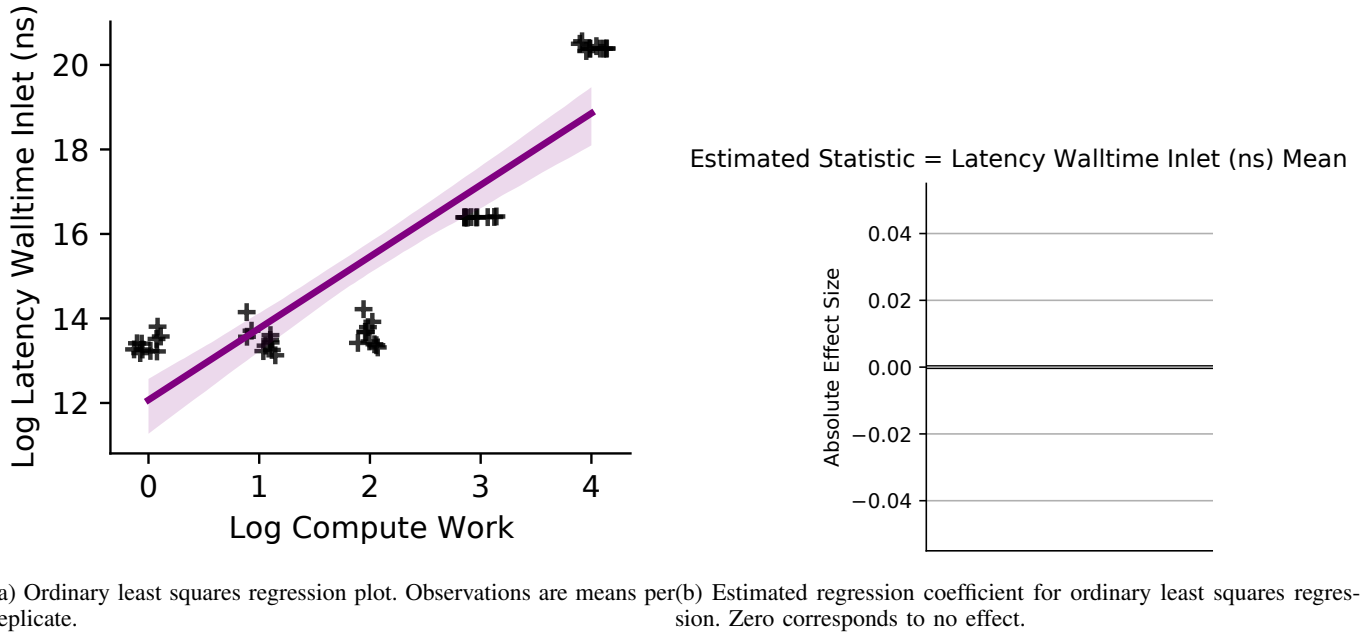 Log Latency Walltime Inlet (ns)
20
18
16
14
12
0 1 2 3 4
Log Compute Work
Estimated Statistic = Latency Walltime Inlet (ns) Mean
Absolute Effect Size
0.04
0.02
0.00
−0.02
−0.04
a) Ordinary least squares regression plot. Observations are means per
eplicate.
(b) Estimated regression coefficient for ordinary least squares regres-
sion. Zero corresponds to no effect.